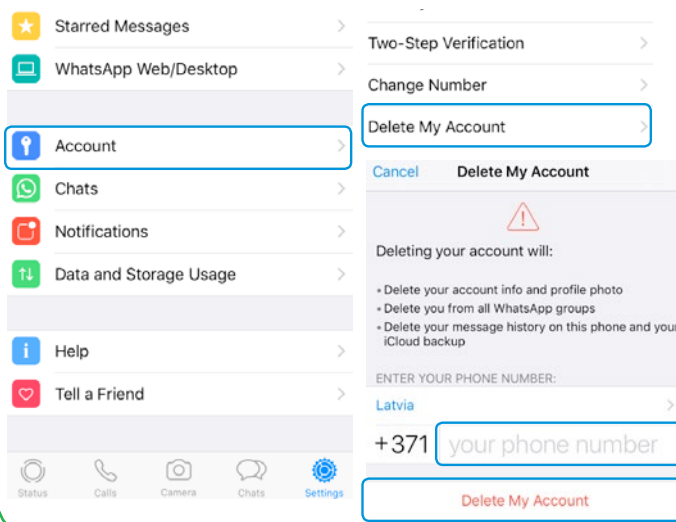 Starred Messages
WhatsApp Web/Desktop
Account
Chats
Notifications
Data and Storage Usage
Help
Tell a Friend
Status
Calls
Camera
Chats
Settings
Two-Step Verification
Change Number
Delete My Account
Cancel Delete My Account
Deleting your account will:
• Delete your account info and profile photo
• Delete you from all WhatsApp groups
• Delete your message history on this phone and your
iCloud backup
ENTER YOUR PHONE NUMBER:
Latvia
+371 your phone number
Delete My Account